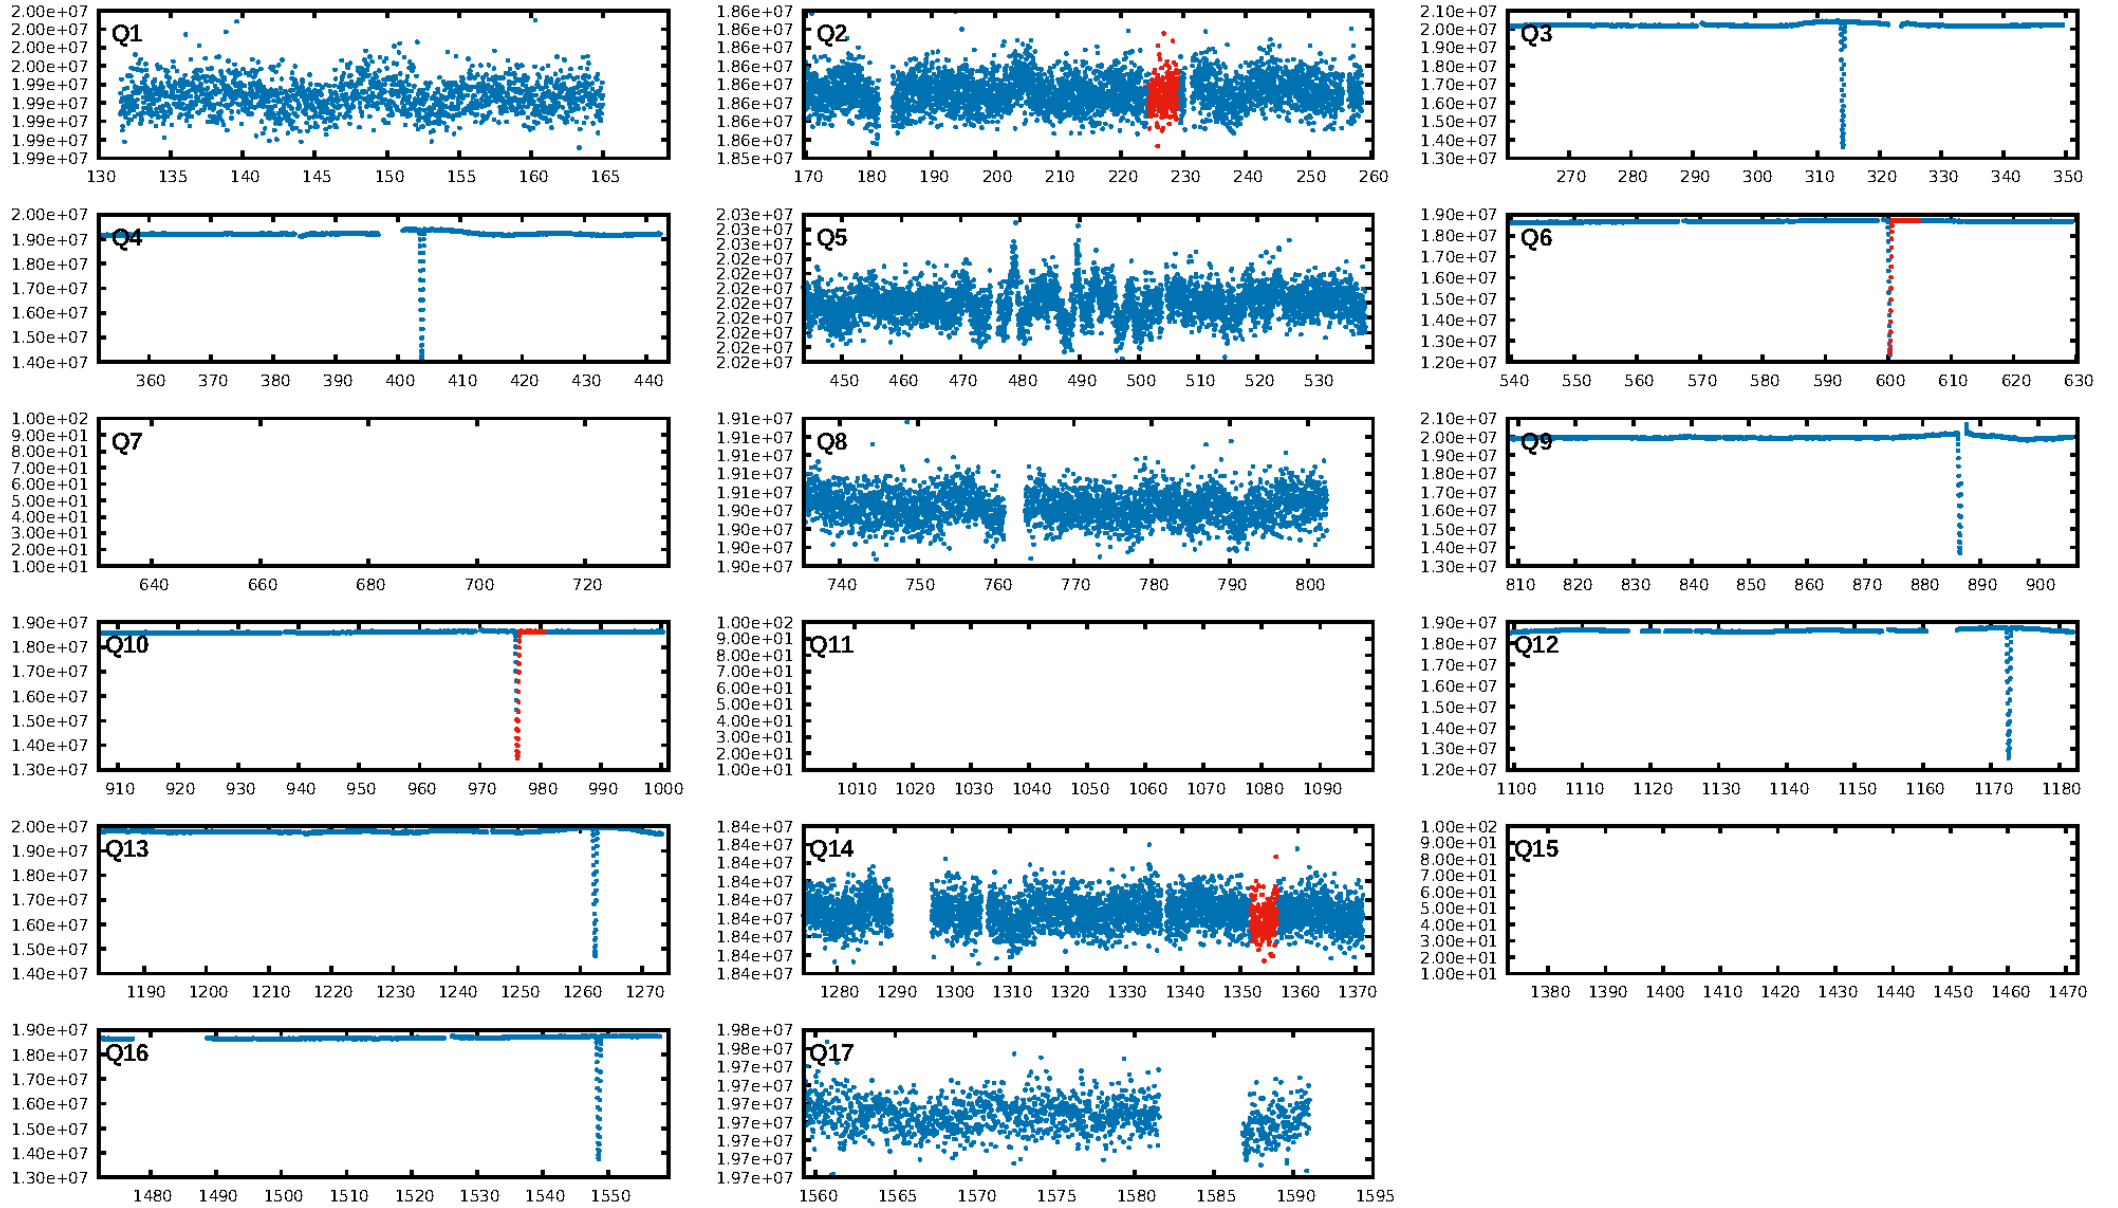 2.00e+07
2.00e+07
2.00e+07
1.99e+07
1.99e+07
1.99e+07
1.99e+07
1.99e+07
1.99e+07
Q1
130 135 140 145 150 155 160 165
1.86e+07
1.86e+07
1.86e+07
1.86e+07
1.86e+07
1.86e+07
1.86e+07
1.86e+07
1.85e+07
Q2
170 180 190 200 210 220 230 240 250 260
2.10e+07
2.00e+07
1.90e+07
1.80e+07
1.70e+07
1.60e+07
1.50e+07
1.40e+07
1.30e+07
Q3
270 280 290 300 310 320 330 340 350
2.00e+07
1.90e+07
1.80e+07
1.70e+07
1.60e+07
1.50e+07
1.40e+07
Q4
360 370 380 390 400 410 420 430 440
2.03e+07
2.03e+07
2.03e+07
2.02e+07
2.02e+07
2.02e+07
2.02e+07
2.02e+07
2.02e+07
2.02e+07
2.02e+07
Q5
450 460 470 480 490 500 510 520 530
1.90e+07
1.80e+07
1.70e+07
1.60e+07
1.50e+07
1.40e+07
1.30e+07
1.20e+07
Q6
540 550 560 570 580 590 600 610 620 630
1.00e+02
9.00e+01
8.00e+01
7.00e+01
6.00e+01
5.00e+01
4.00e+01
3.00e+01
2.00e+01
1.00e+01
Q7
640 660 680 700 720
1.91e+07
1.91e+07
1.91e+07
1.91e+07
1.91e+07
1.90e+07
1.90e+07
1.90e+07
1.90e+07
Q8
740 750 760 770 780 790 800
2.10e+07
2.00e+07
1.90e+07
1.80e+07
1.70e+07
1.60e+07
1.50e+07
1.40e+07
1.30e+07
Q9
810 820 830 840 850 860 870 880 890 900
1.90e+07
1.80e+07
1.70e+07
1.60e+07
1.50e+07
1.40e+07
1.30e+07
Q10
910 920 930 940 950 960 970 980 990 1000
1.00e+02
9.00e+01
8.00e+01
7.00e+01
6.00e+01
5.00e+01
4.00e+01
3.00e+01
2.00e+01
1.00e+01
Q11
1010 1020 1030 1040 1050 1060 1070 1080 1090
1.90e+07
1.80e+07
1.70e+07
1.60e+07
1.50e+07
1.40e+07
1.30e+07
1.20e+07
Q12
1100 1110 1120 1130 1140 1150 1160 1170 1180
2.00e+07
1.90e+07
1.80e+07
1.70e+07
1.60e+07
1.50e+07
1.40e+07
Q13
1190 1200 1210 1220 1230 1240 1250 1260 1270
1.84e+07
1.84e+07
1.84e+07
1.84e+07
1.84e+07
1.84e+07
1.84e+07
1.84e+07
1.84e+07
Q14
1280 1290 1300 1310 1320 1330 1340 1350 1360 1370
1.00e+02
9.00e+01
8.00e+01
7.00e+01
6.00e+01
5.00e+01
4.00e+01
3.00e+01
2.00e+01
1.00e+01
Q15
1380 1390 1400 1410 1420 1430 1440 1450 1460 1470
1.90e+07
1.80e+07
1.70e+07
1.60e+07
1.50e+07
1.40e+07
1.30e+07
Q16
1480 1490 1500 1510 1520 1530 1540 1550
1.98e+07
1.98e+07
1.97e+07
1.97e+07
1.97e+07
1.97e+07
1.97e+07
1.97e+07
1.97e+07
Q17
1560 1565 1570 1575 1580 1585 1590 1595